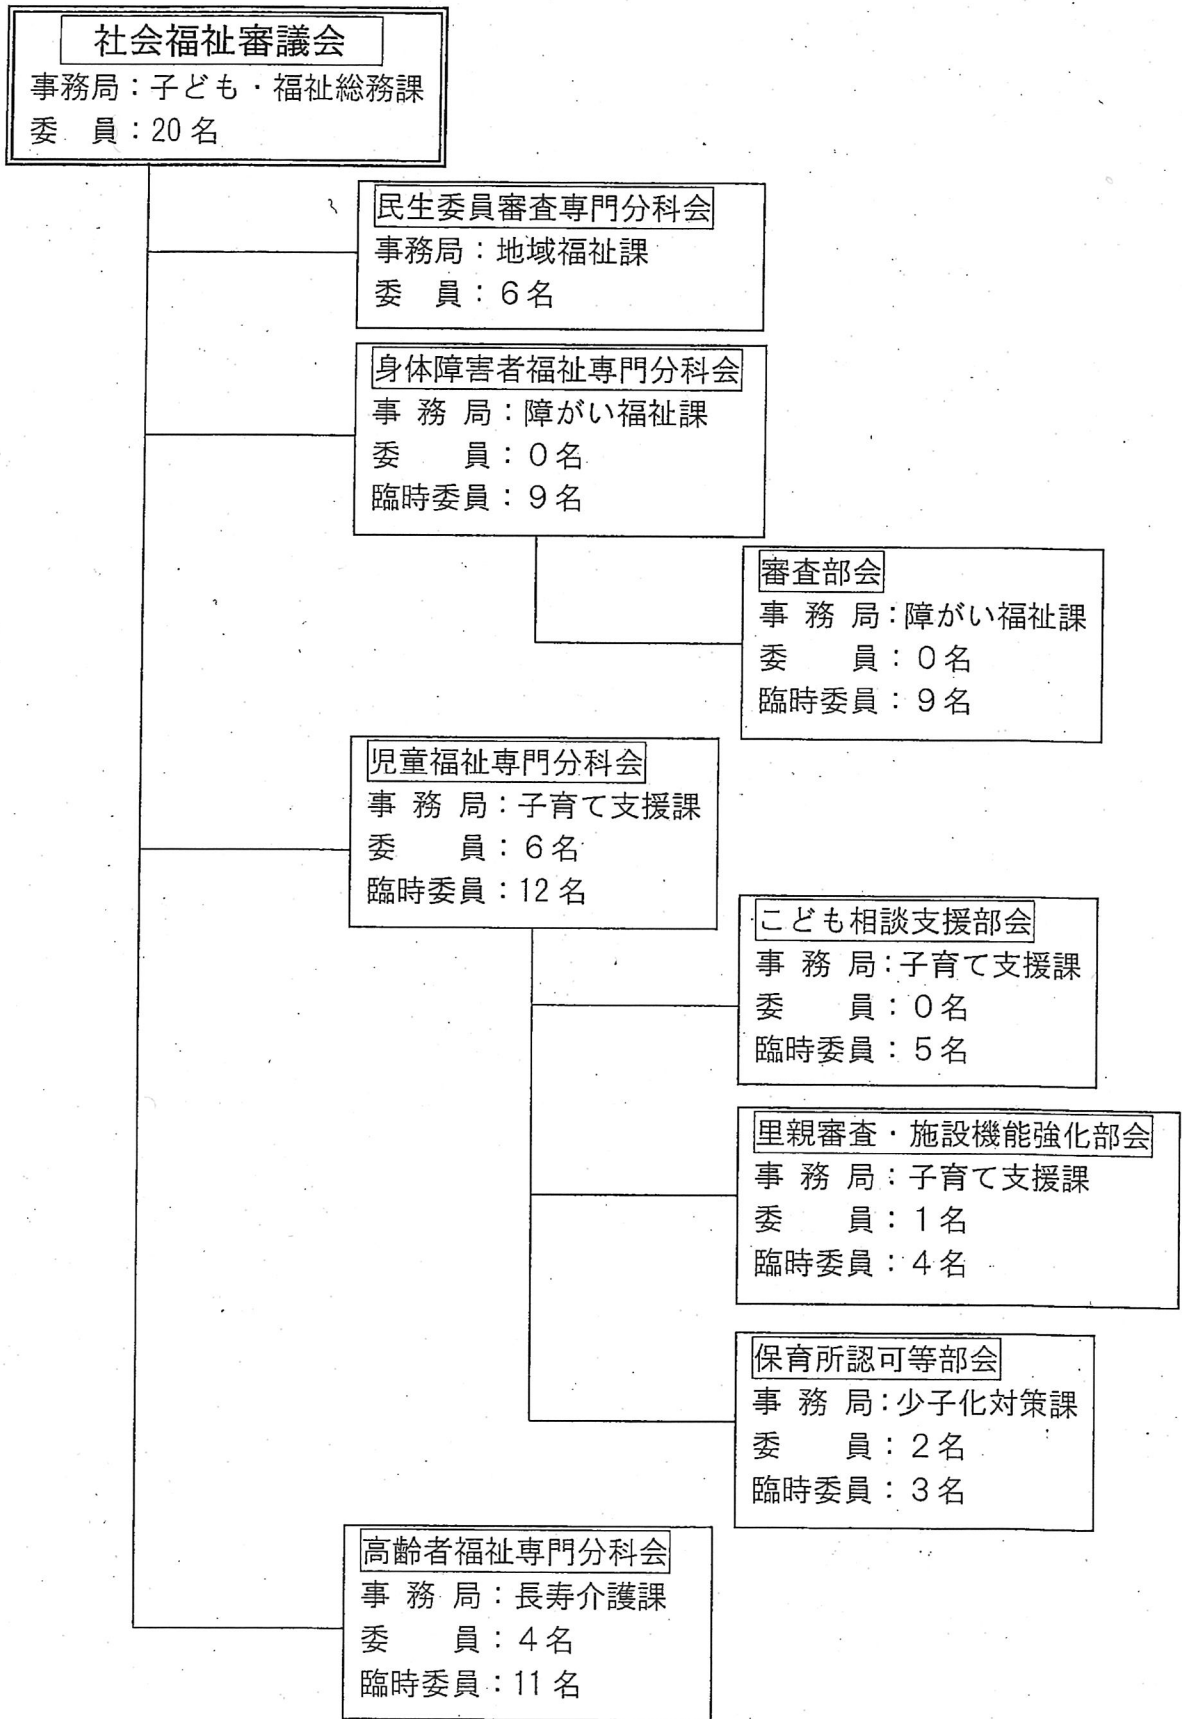 社会福祉審議会
事務局：子ども・福祉総務課
委　員：20名
民生委員審査専門分科会
事務局：地域福祉課
委　員：６名
身体障害者福祉専門分科会
事　務　局：障がい福祉課
委　　　員：０名
臨時委員：９名
審査部会
事　務　局：障がい福祉課
委　　　員：０名
臨時委員：９名
児童福祉専門分科会
事　務　局：子育て支援課
委　　　員：６名
臨時委員：12名
こども相談支援部会
事　務　局：子育て支援課
委　　　員：０名
臨時委員：５名
里親審査・施設機能強化部会
事　務　局：子育て支援課
委　　　員：１名
臨時委員：４名
保育所認可等部会
事　務　局：少子化対策課
委　　　員：２名
臨時委員：３名
高齢者福祉専門分科会
事　務　局：長寿介護課
委　　　員：４名
臨時委員：11名